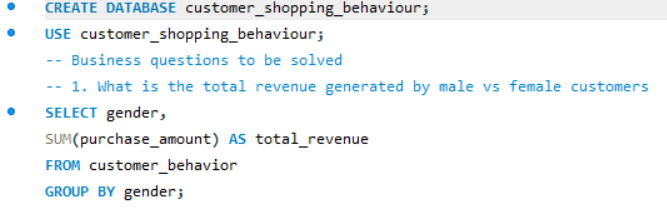 CREATE DATABASE customer_shopping_behaviour;
USE customer_shopping_behaviour;
-- Business questions to be solved
-- 1. What is the total revenue generated by male vs female customers
SELECT gender,
SUM(purchase_amount) AS total_revenue
FROM customer_behavior
GROUP BY gender;